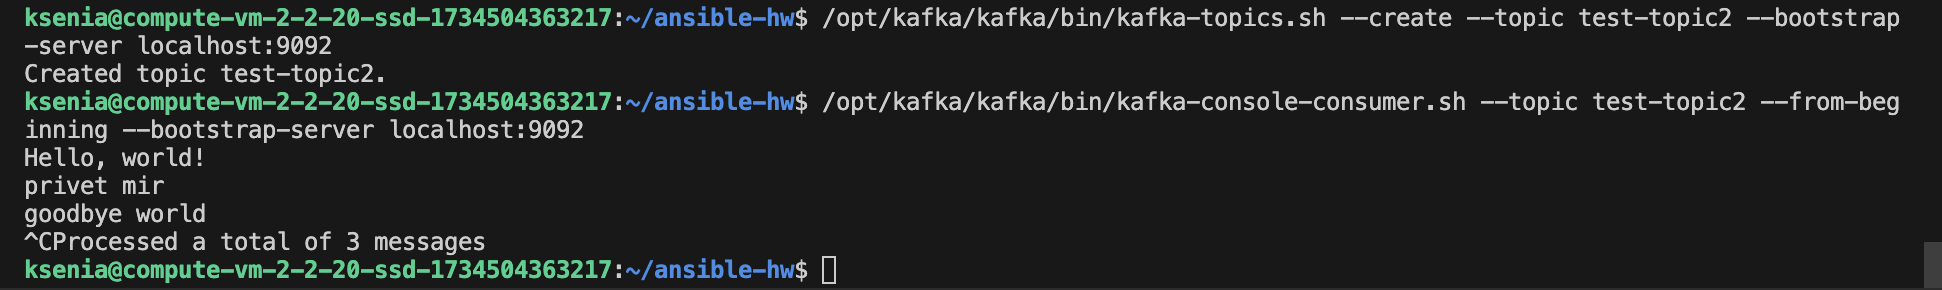 ksenia@compute-vm-2-2-20-ssd-1734504363217:~/ansible-hw$ /opt/kafka/kafka/bin/kafka-topics.sh --create --topic test-topic2 --bootstrap
-server localhost:9092
Created topic test-topic2.
ksenia@compute-vm-2-2-20-ssd-1734504363217:~/ansible-hw$ /opt/kafka/kafka/bin/kafka-console-consumer.sh --topic test-topic2 --from-beg
inning --bootstrap-server localhost:9092
Hello, world!
privet mir
goodbye world
^CProcessed a total of 3 messages
ksenia@compute-vm-2-2-20-ssd-1734504363217:~/ansible-hw$